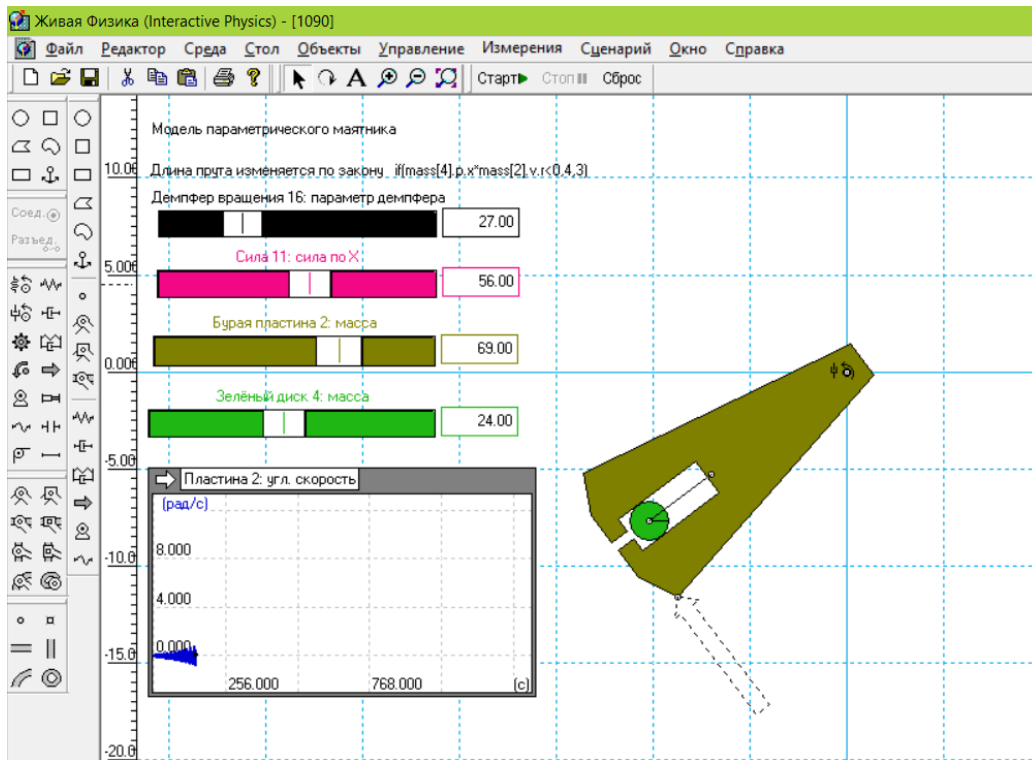 Живая Физика (Interactive Physics) - [1090]
Файл Редактор Среда Стол Объекты Управление Измерения Сценарий Окно Справка
A Старт Стоп Сброс
Модель параметрического маятника
10.00
Длина прута изменяется по закону if(mass[4].p.x*mass[2].v.r<0,4,3)
Демпфер вращения 16: параметр демпфера
27.00
Соед.
Разъед.
Сила 11: сила по X
5.000
56.00
Бурая пластина 2: масса
69.00
0.000
Зелёный диск 4: масса
24.00
-5.00
Пластина 2: угл. скорость
(рад/с)
8.000
-10.0
4.000
0.000
-15.0
256.000 768.000 (с)
-20.0